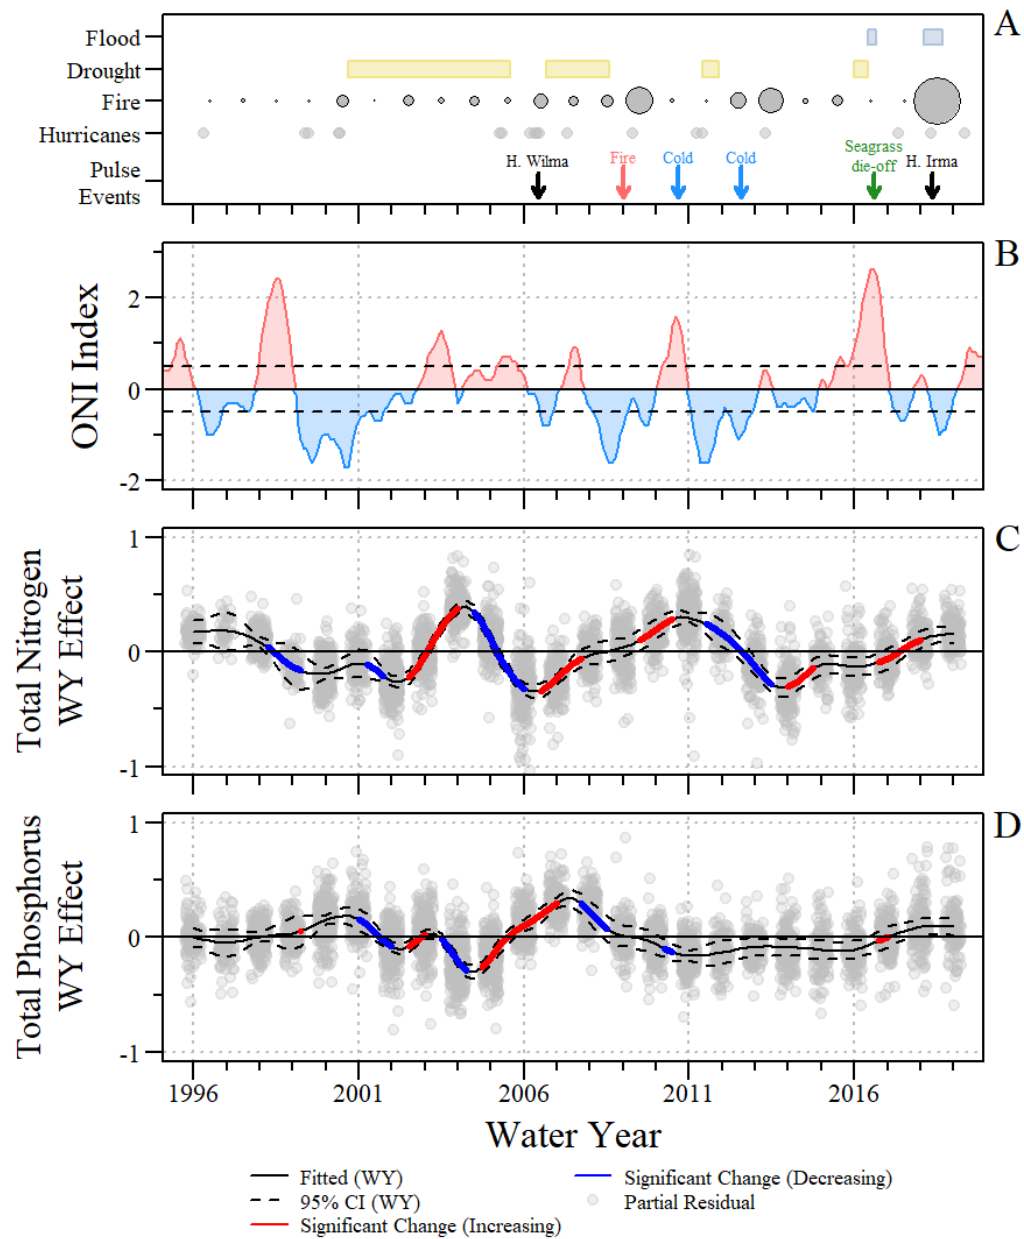 A
Flood
Drought
Fire
Hurricanes
Pulse
Events
H. Wilma
Fire
Cold
Cold
Seagrass
die-off
H. Irma
B
ONI Index
2
0
-2
C
Total Nitrogen
WY Effect
1
0
-1
D
Total Phosphorus
WY Effect
1
0
-1
1996 2001 2006 2011 2016
Water Year
Fitted (WY)
95% CI (WY)
Significant Change (Increasing)
Significant Change (Decreasing)
Partial Residual